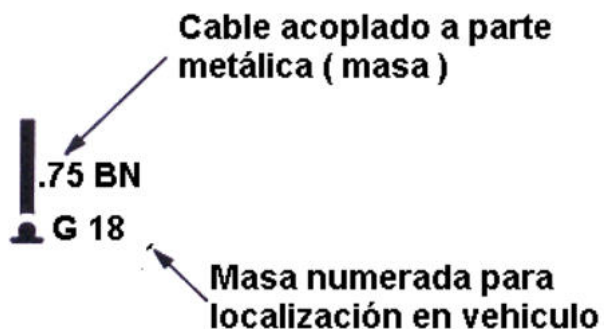 Cable acoplado a parte
metálica ( masa )
.75 BN
G 18
Masa numerada para
localización en vehiculo